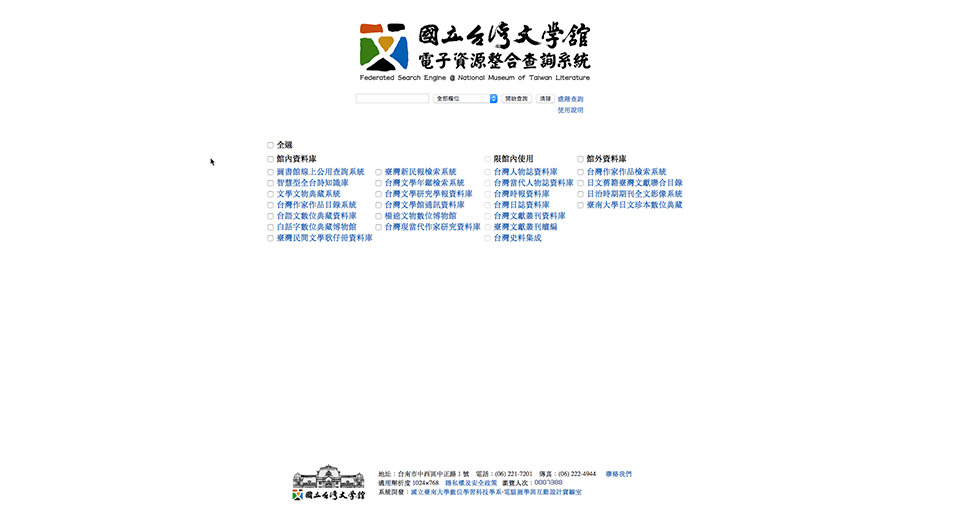 國立台灣文學館
電子資源整合查詢系統
Federated Search Engine @ National Museum of Taiwan Literature
全部欄位 開始查詢 清除 進階查詢
使用說明
全選
館內資料庫 限館內使用 館外資料庫
圖書館線上公用查詢系統 臺灣新民報檢索系統 台灣人物誌資料庫 台灣作家作品檢索系統
智慧型全台詩知識庫 台灣文學年鑑檢索系統 台灣當代人物誌資料庫 日文舊籍臺灣文獻聯合目錄
文學文物典藏系統 台灣文學研究學報資料庫 台灣時報資料庫 日治時期期刊全文影像系統
台灣作家作品目錄系統 台灣文學館通訊資料庫 台灣日誌資料庫 臺南大學日文珍本數位典藏
台語文數位典藏資料庫 楊逵文物數位博物館 台灣文獻叢刊資料庫
白話字數位典藏博物館 台灣現當代作家研究資料庫 臺灣文獻叢刊續編
臺灣民間文學歌仔冊資料庫 台灣史料集成
地址：台南市中西區中正路 1 號 電話：(06) 221-7201 傳真：(06) 222-4944 聯絡我們
適用解析度 1024×768 隱私權及安全政策 瀏覽人次：0007988
國立台灣文學館 系統開發：國立臺南大學數位學習科技學系-電腦圖學與互動設計實驗室